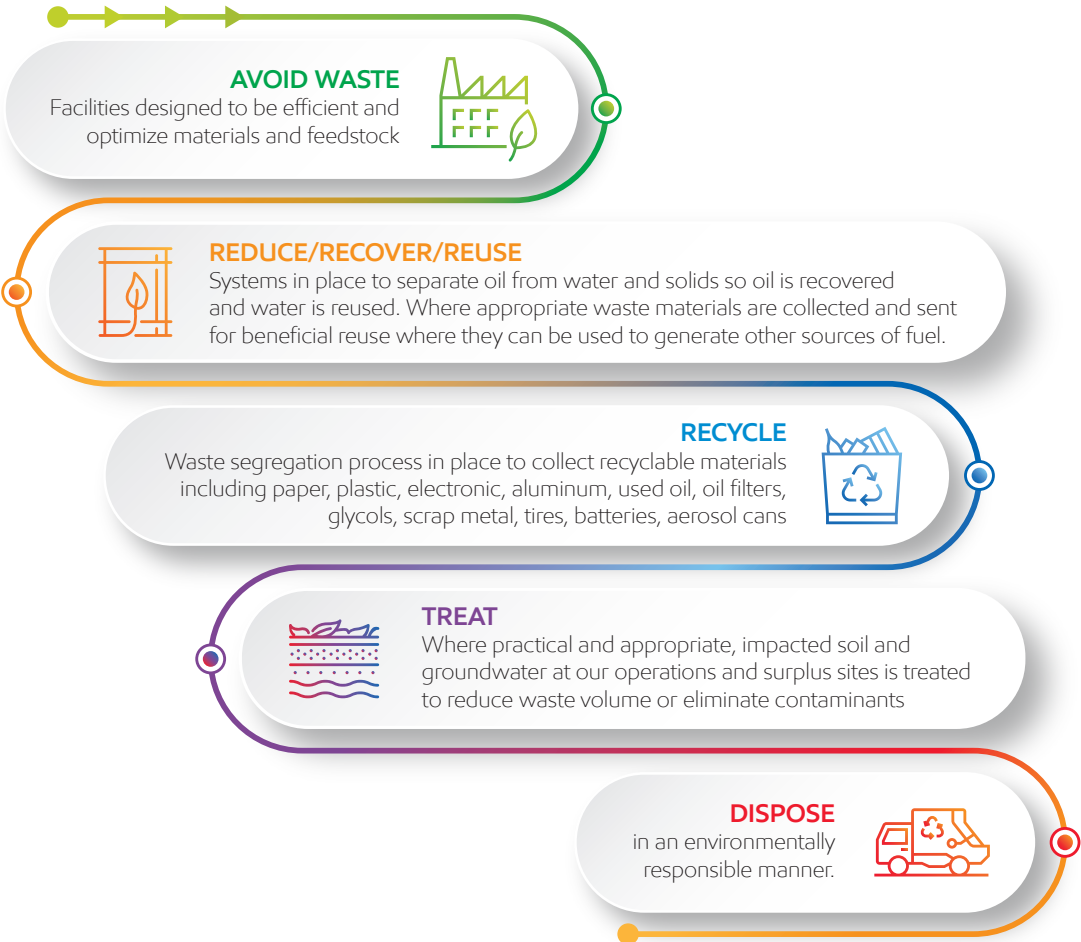 AVOID WASTE
Facilities designed to be efficient and
optimize materials and feedstock
REDUCE/RECOVER/REUSE
Systems in place to separate oil from water and solids so oil is recovered
and water is reused. Where appropriate waste materials are collected and sent
for beneficial reuse where they can be used to generate other sources of fuel.
RECYCLE
Waste segregation process in place to collect recyclable materials
including paper, plastic, electronic, aluminum, used oil, oil filters,
glycols, scrap metal, tires, batteries, aerosol cans
TREAT
Where practical and appropriate, impacted soil and
groundwater at our operations and surplus sites is treated
to reduce waste volume or eliminate contaminants
DISPOSE
in an environmentally
responsible manner.